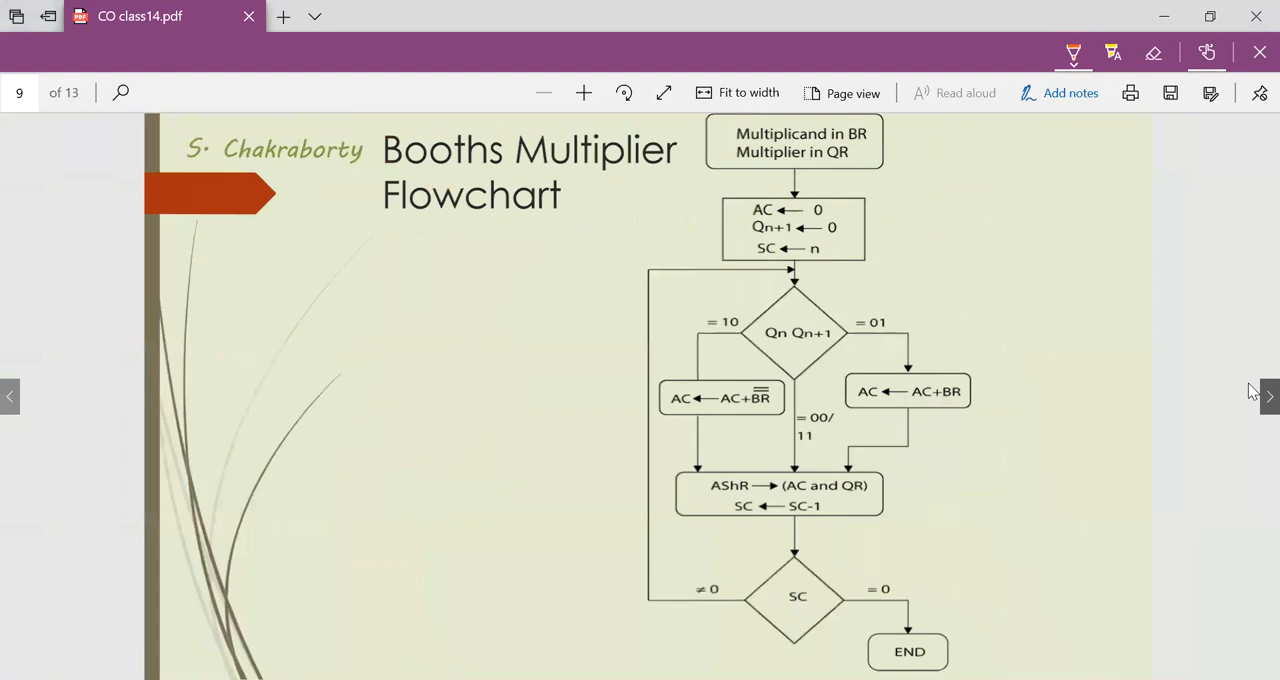 CO class14.pdf
9 of 13
Fit to width
Page view
Read aloud
Add notes
S. Chakraborty
Booths Multiplier
Flowchart
Multiplicand in BR
Multiplier in QR
AC ← 0
Qn+1 ← 0
SC ← n
Qn Qn+1
= 10
= 01
AC ← AC+B̿R̿
AC ← AC+BR
= 00/
11
AShR → (AC and QR)
SC ← SC-1
SC
≠ 0
= 0
END